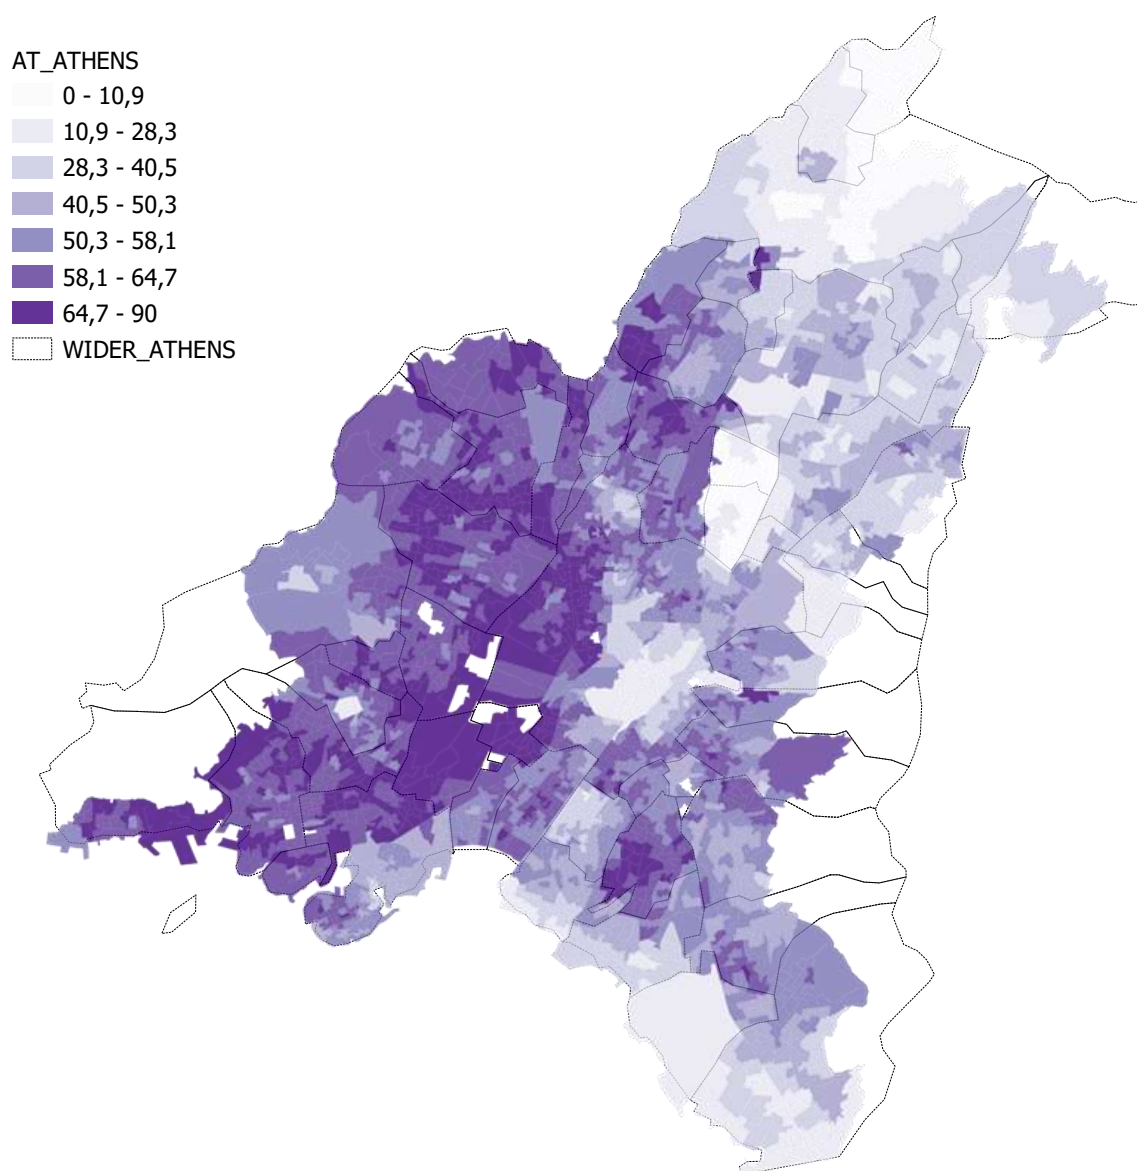 AT_ATHENS
0 - 10,9
10,9 - 28,3
28,3 - 40,5
40,5 - 50,3
50,3 - 58,1
58,1 - 64,7
64,7 - 90
WIDER_ATHENS